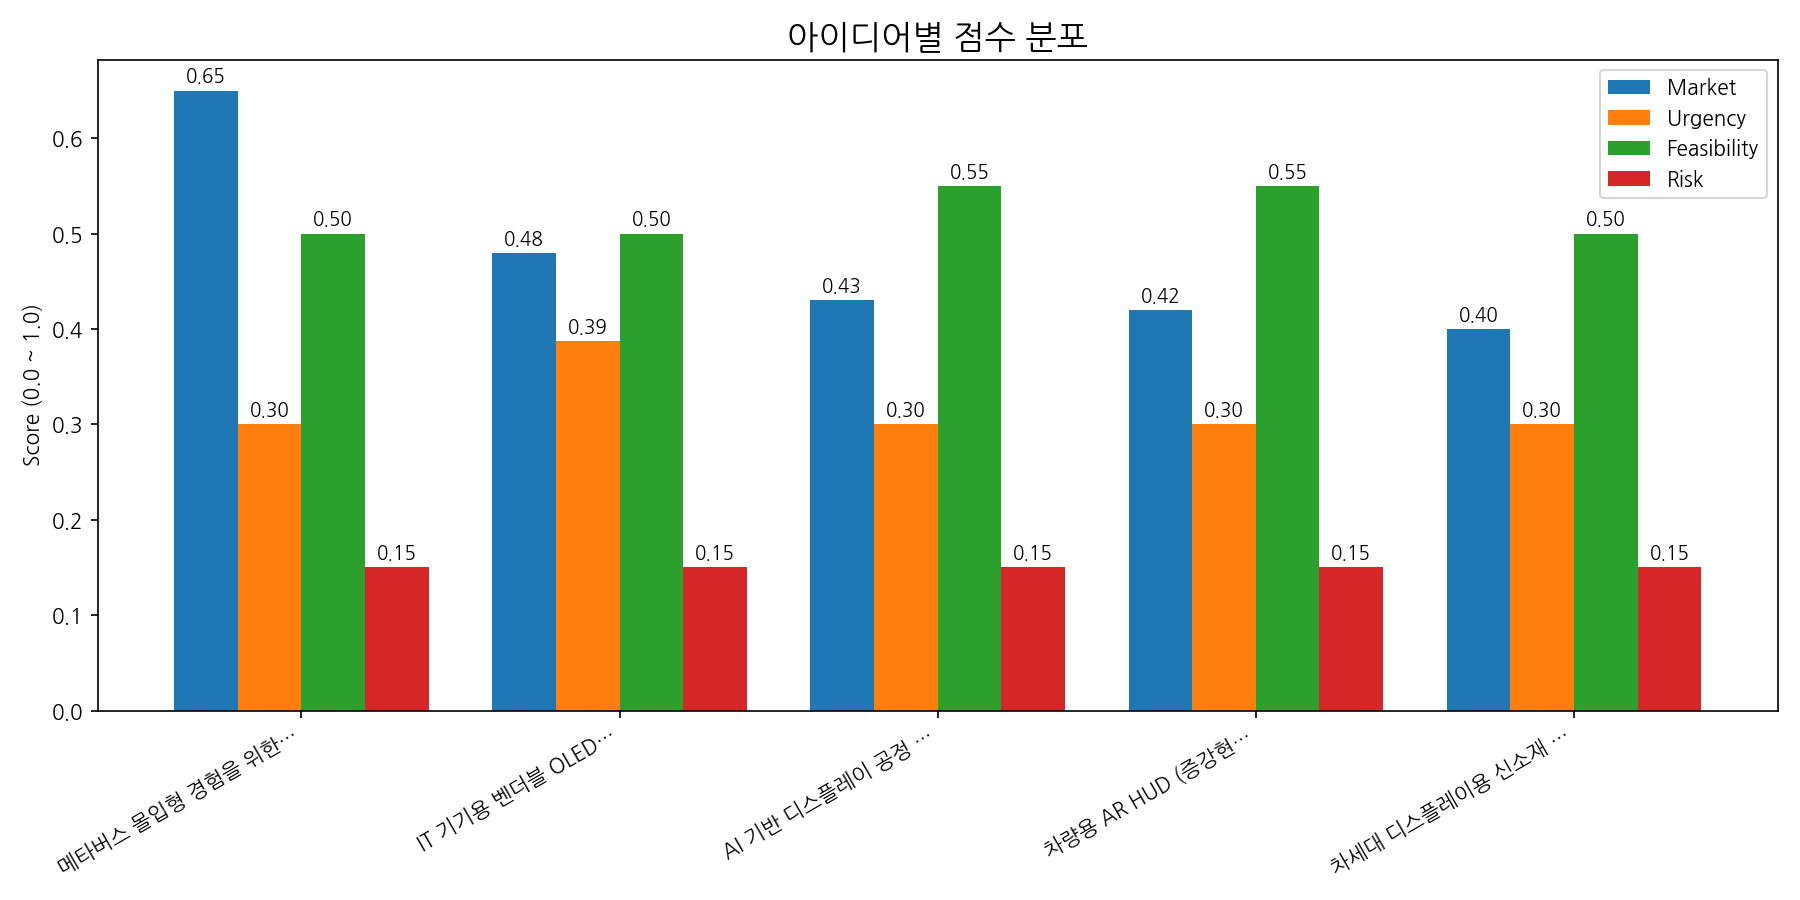 아이디어별 점수 분포
Score (0.0 ~ 1.0)
0.6
0.5
0.4
0.3
0.2
0.1
0.0
0.65
0.30
0.50
0.15
0.48
0.39
0.50
0.15
0.43
0.30
0.55
0.15
0.42
0.30
0.55
0.15
0.40
0.30
0.50
0.15
Market
Urgency
Feasibility
Risk
메타버스 몰입형 경험을 위한…
IT 기기용 벤더블 OLED…
AI 기반 디스플레이 공정 …
차량용 AR HUD (증강현…
차세대 디스플레이용 신소재 …